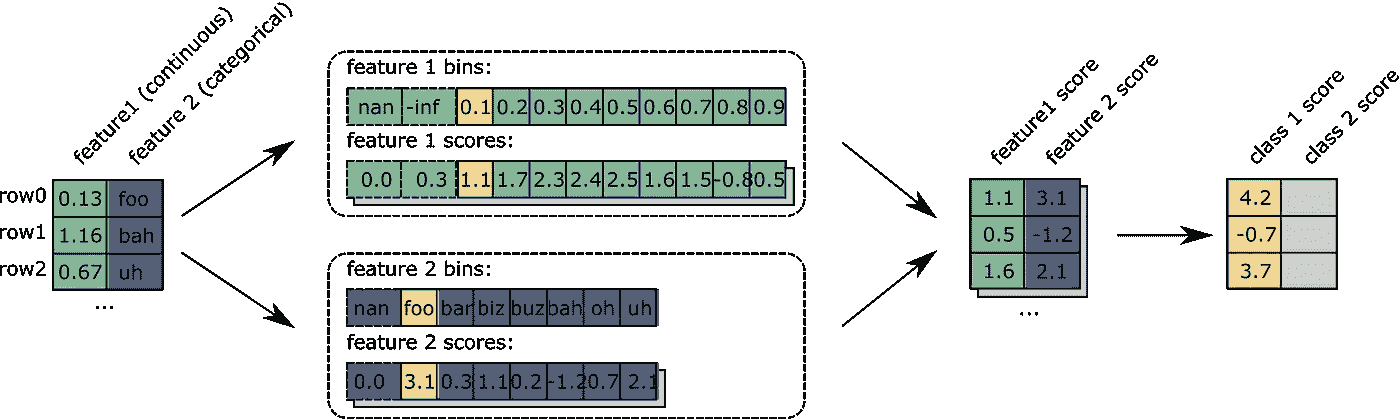 feature1 (continuous)
feature 2 (categorical)
row0 0.13 foo
row1 1.16 bah
row2 0.67 uh
...
feature 1 bins:
nan -inf 0.1 0.2 0.3 0.4 0.5 0.6 0.7 0.8 0.9
feature 1 scores:
0.0 0.3 1.1 1.7 2.3 2.4 2.5 1.6 1.5 -0.8 0.5
feature 2 bins:
nan foo bar biz buz bah oh uh
feature 2 scores:
0.0 3.1 0.3 1.1 0.2 -1.2 0.7 2.1
feature1 score
feature 2 score
1.1 3.1
0.5 -1.2
1.6 2.1
...
class 1 score
class 2 score
4.2
-0.7
3.7